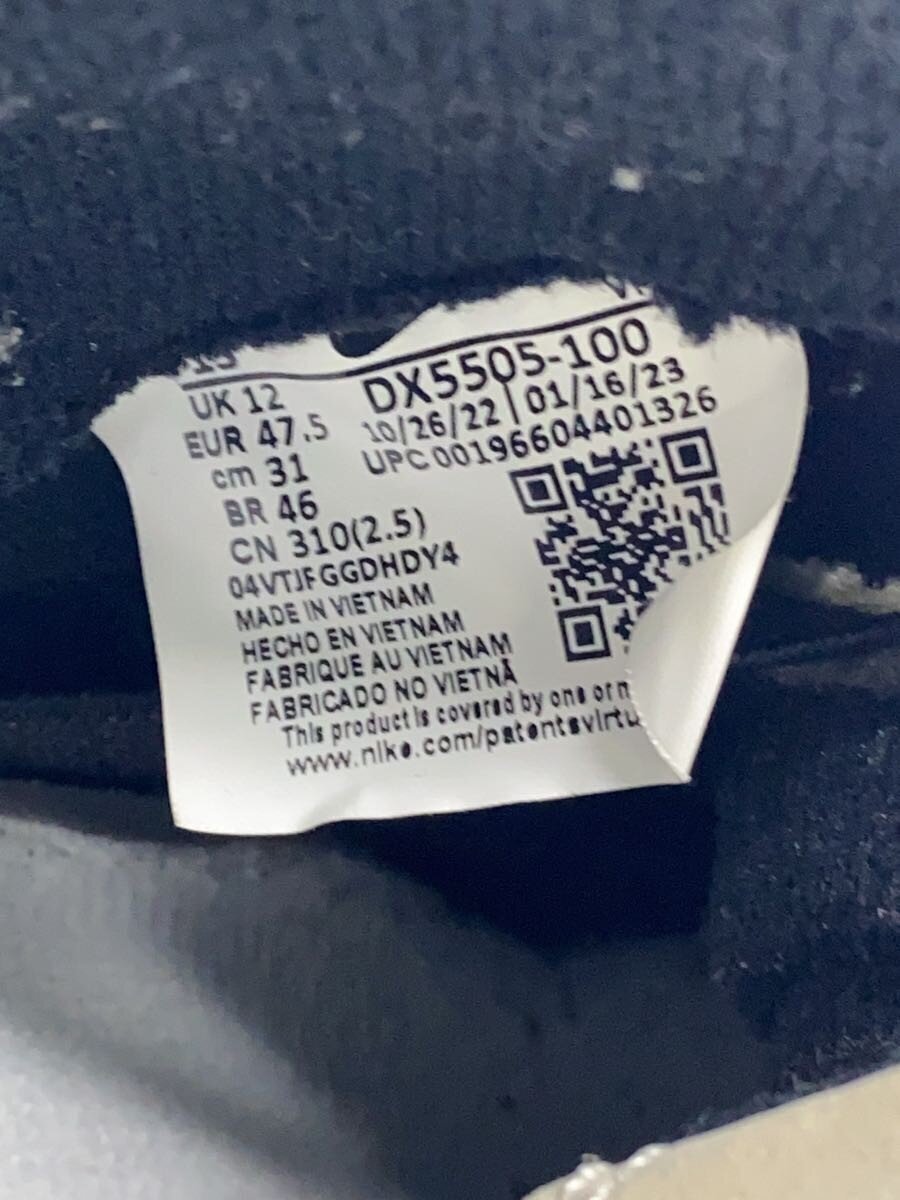 UK 12
EUR 47.5
cm 31
BR 46
CN 310(2.5)
04VTJFGGDHDY4
MADE IN VIETNAM
HECHO EN VIETNAM
FABRIQUE AU VIETNAM
FABRICADO NO VIETNÃ
This product is covered by one or
www.nike.com/patentsvirtu
DX5505-100
10/26/22 | 01/16/23
UPC 00196604401326